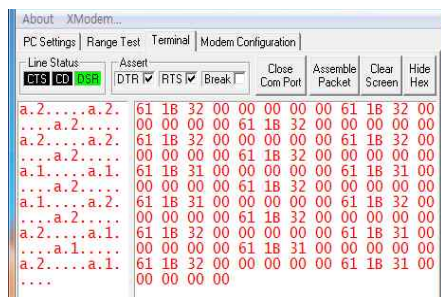 About XModem...
PC Settings Range Test Terminal Modem Configuration
Line Status Assert
CTS CD DSR DTR RTS Break Close Com Port Assemble Packet Clear Screen Hide Hex
a.2.....a.2. 61 1B 32 00 00 00 00 00 61 1B 32 00
....a.2..... 00 00 00 00 61 1B 32 00 00 00 00 00
a.2.....a.2. 61 1B 32 00 00 00 00 00 61 1B 32 00
....a.2..... 00 00 00 00 61 1B 32 00 00 00 00 00
a.1.....a.1. 61 1B 31 00 00 00 00 00 61 1B 31 00
....a.2..... 00 00 00 00 61 1B 32 00 00 00 00 00
a.1.....a.2. 61 1B 31 00 00 00 00 00 61 1B 32 00
....a.2..... 00 00 00 00 61 1B 32 00 00 00 00 00
a.2.....a.1. 61 1B 32 00 00 00 00 00 61 1B 31 00
....a.1..... 00 00 00 00 61 1B 31 00 00 00 00 00
a.2.....a.1. 61 1B 32 00 00 00 00 00 61 1B 31 00
.... 00 00 00 00